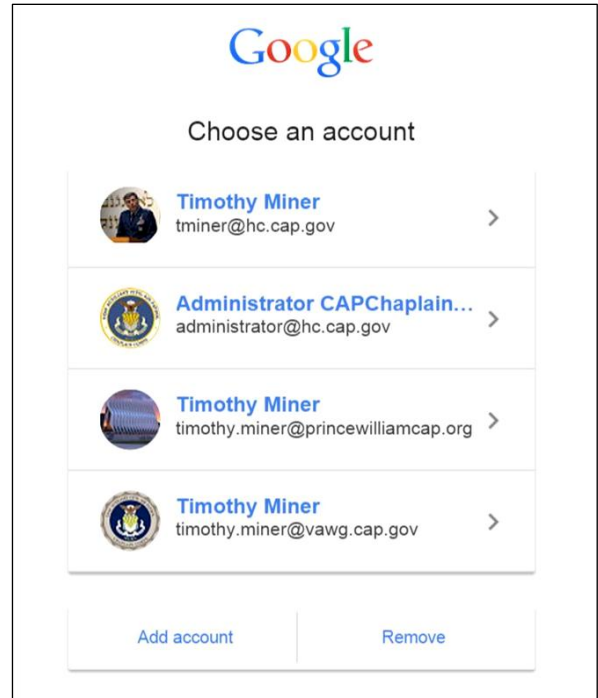 Google
Choose an account
Timothy Miner
tminer@hc.cap.gov
Administrator CAPChaplain...
administrator@hc.cap.gov
Timothy Miner
timothy.miner@princewilliamcap.org
Timothy Miner
timothy.miner@vawg.cap.gov
Add account
Remove